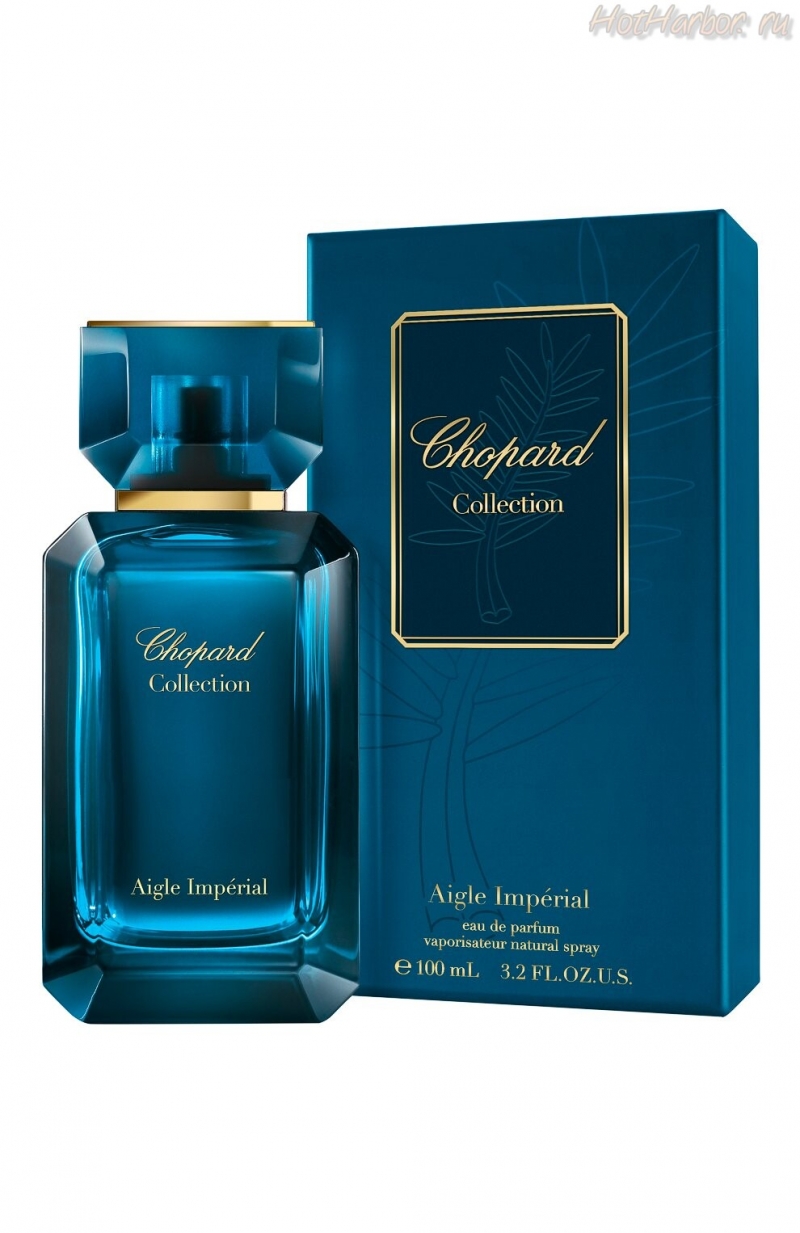 HotHarbor.ru
Chopard
Collection
Aigle Impérial
Chopard
Collection
Aigle Impérial
eau de parfum
vaporisateur natural spray
e 100 mL 3.2 FL.OZ.U.S.